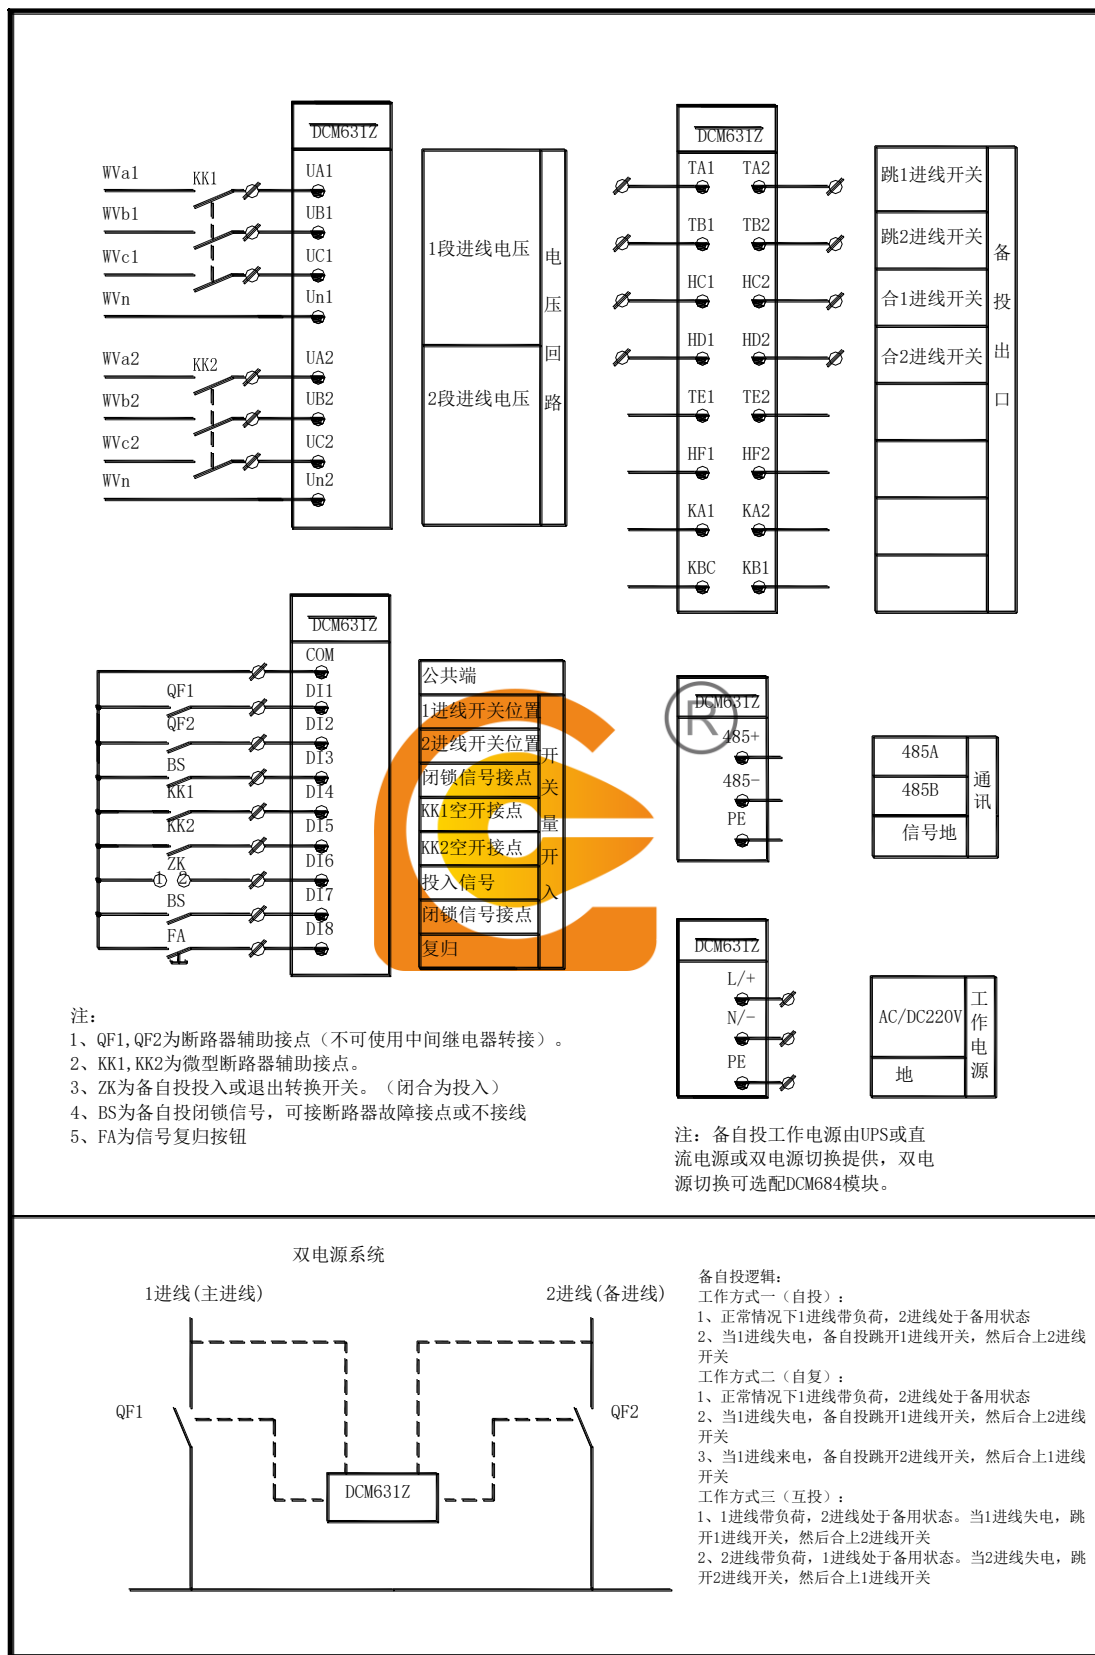 DCM631Z
WVa1
KK1
UA1
WVb1
UB1
WVc1
UC1
WVn
Un1
WVa2
KK2
UA2
WVb2
UB2
WVc2
UC2
WVn
Un2
1段进线电压
2段进线电压
电压回路
DCM631Z
TA1 TA2
TB1 TB2
HC1 HC2
HD1 HD2
TE1 TE2
HF1 HF2
KA1 KA2
KBC KB1
跳1进线开关
跳2进线开关
合1进线开关
合2进线开关
备投出口
DCM631Z
COM
QF1
DI1
QF2
DI2
BS
DI3
KK1
DI4
KK2
DI5
ZK
1 2
DI6
BS
DI7
FA
DI8
公共端
1进线开关位置
2进线开关位置
闭锁信号接点
KK1空开接点
KK2空开接点
投入信号
闭锁信号接点
复归
开关量开入
®
DCM631Z
485+
485-
PE
485A
485B
信号地
通讯
DCM631Z
L/+
N/-
PE
AC/DC220V
地
工作电源
注:
1、QF1,QF2为断路器辅助接点（不可使用中间继电器转接）。
2、KK1,KK2为微型断路器辅助接点。
3、ZK为备自投投入或退出转换开关。（闭合为投入）
4、BS为备自投闭锁信号，可接断路器故障接点或不接线
5、FA为信号复归按钮
注：备自投工作电源由UPS或直
流电源或双电源切换提供，双电
源切换可选配DCM684模块。
双电源系统
1进线(主进线)
2进线(备进线)
QF1
QF2
DCM631Z
备自投逻辑:
工作方式一（自投）:
1、正常情况下1进线带负荷，2进线处于备用状态
2、当1进线失电，备自投跳开1进线开关，然后合上2进线
开关
工作方式二（自复）:
1、正常情况下1进线带负荷，2进线处于备用状态
2、当1进线失电，备自投跳开1进线开关，然后合上2进线
开关
3、当1进线来电，备自投跳开2进线开关，然后合上1进线
开关
工作方式三（互投）:
1、1进线带负荷，2进线处于备用状态。当1进线失电，跳
开1进线开关，然后合上2进线开关
2、2进线带负荷，1进线处于备用状态。当2进线失电，跳
开2进线开关，然后合上1进线开关